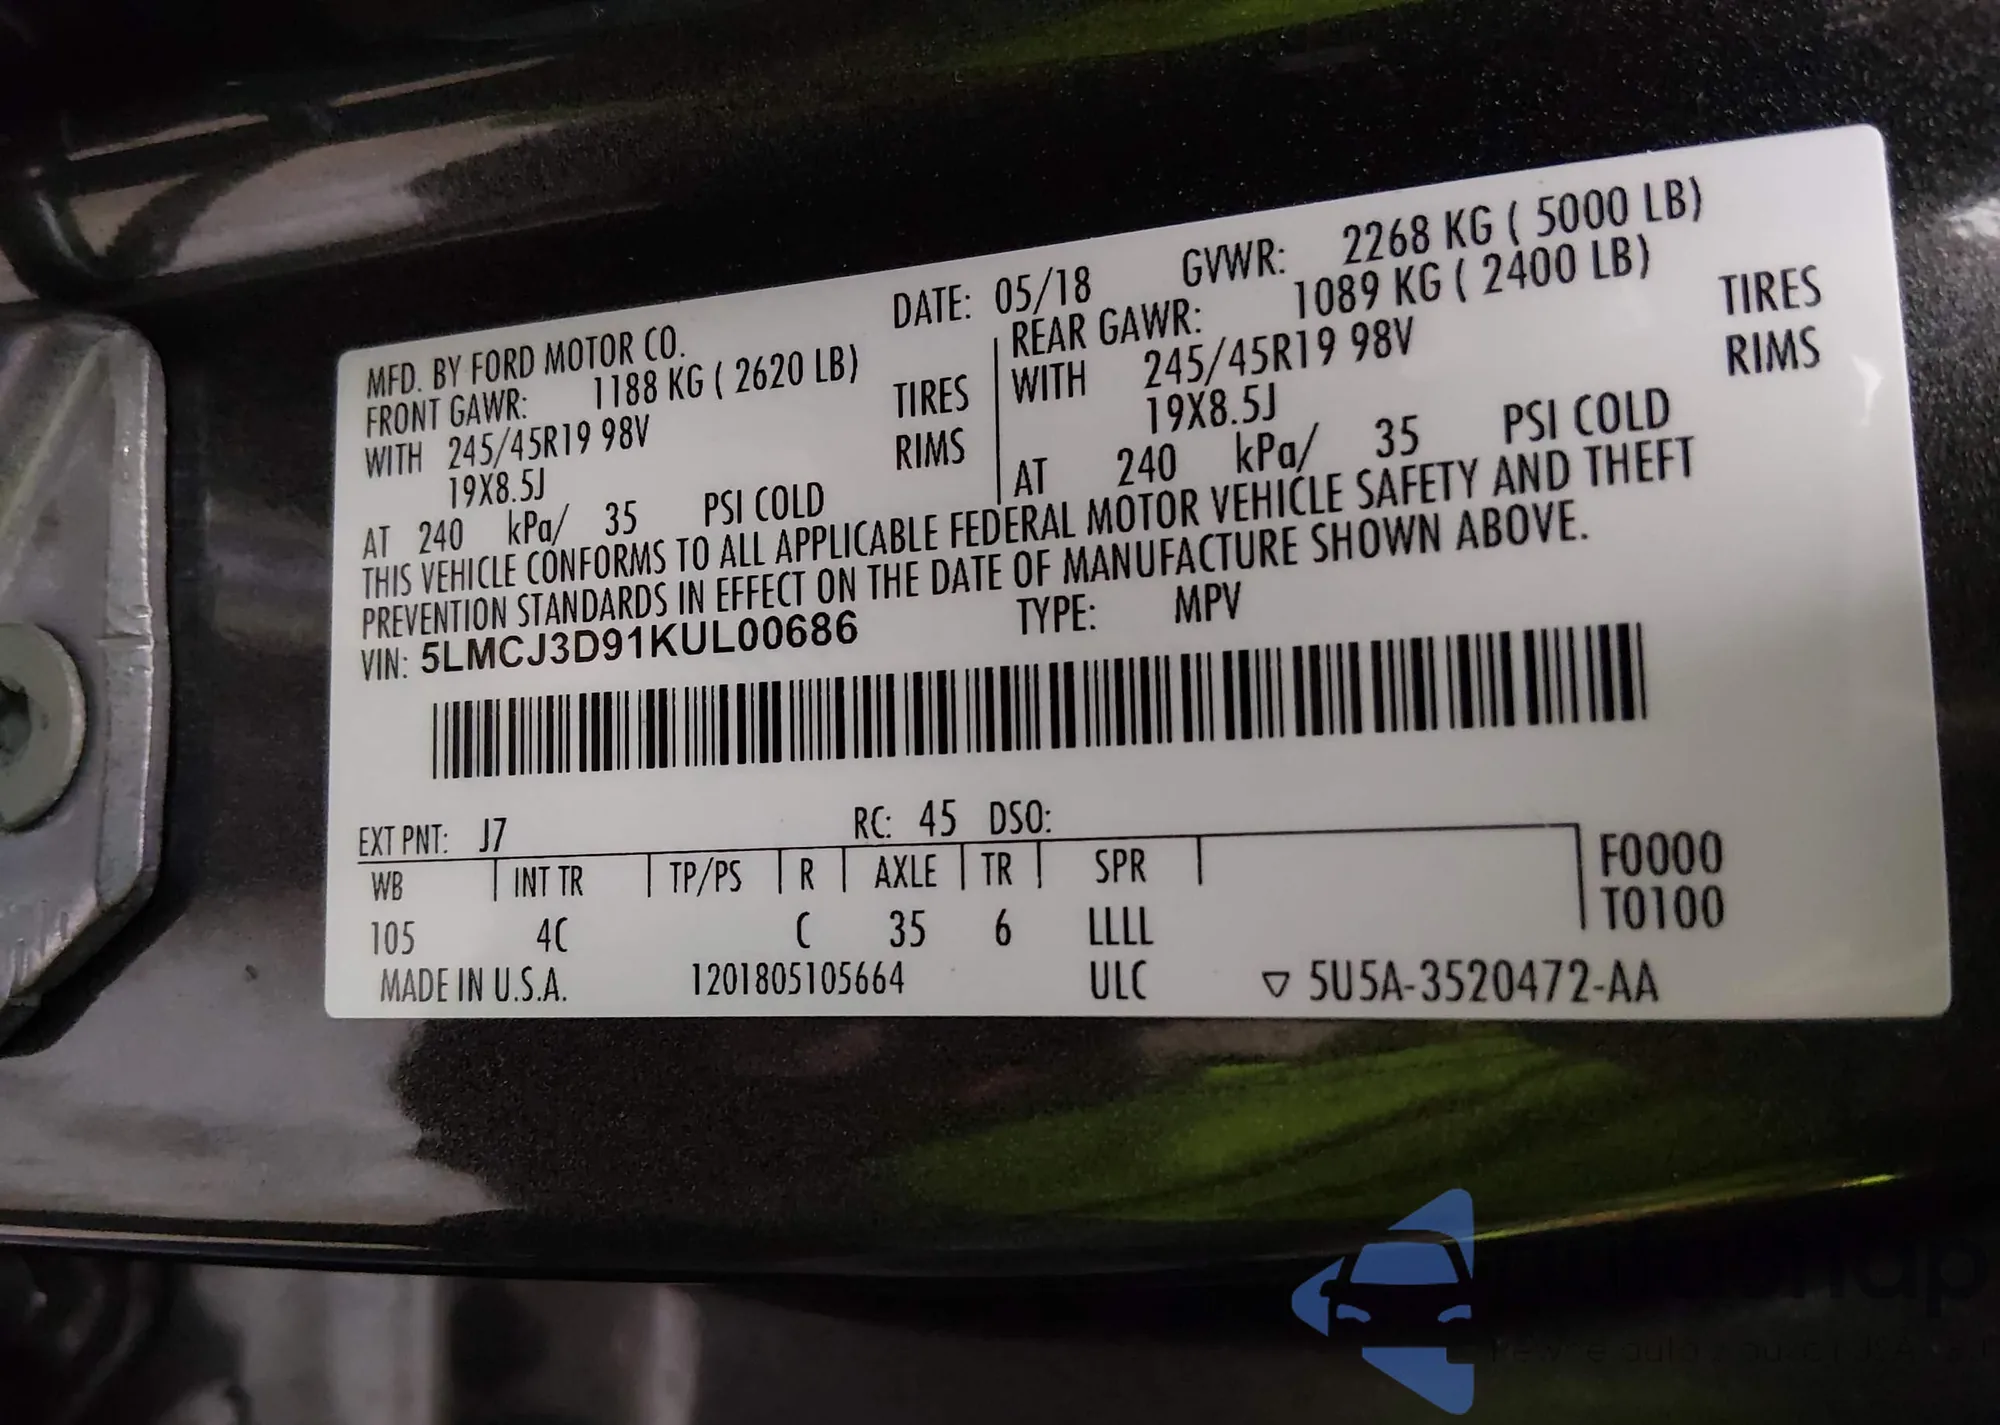 MFD. BY FORD MOTOR CO. DATE: 05/18 GVWR: 2268 KG ( 5000 LB)
FRONT GAWR: 1188 KG ( 2620 LB)
WITH 245/45R19 98V TIRES
19X8.5J RIMS
AT 240 kPa/ 35 PSI COLD
REAR GAWR: 1089 KG ( 2400 LB)
WITH 245/45R19 98V TIRES
19X8.5J RIMS
AT 240 kPa/ 35 PSI COLD
THIS VEHICLE CONFORMS TO ALL APPLICABLE FEDERAL MOTOR VEHICLE SAFETY AND THEFT
PREVENTION STANDARDS IN EFFECT ON THE DATE OF MANUFACTURE SHOWN ABOVE.
VIN: 5LMCJ3D91KUL00686 TYPE: MPV
EXT PNT: J7 RC: 45 DSO:
WB INT TR TP/PS R AXLE TR SPR F0000
105 4C C 35 6 LLLL T0100
MADE IN U.S.A. 1201805105664 ULC ▽ 5U5A-3520472-AA